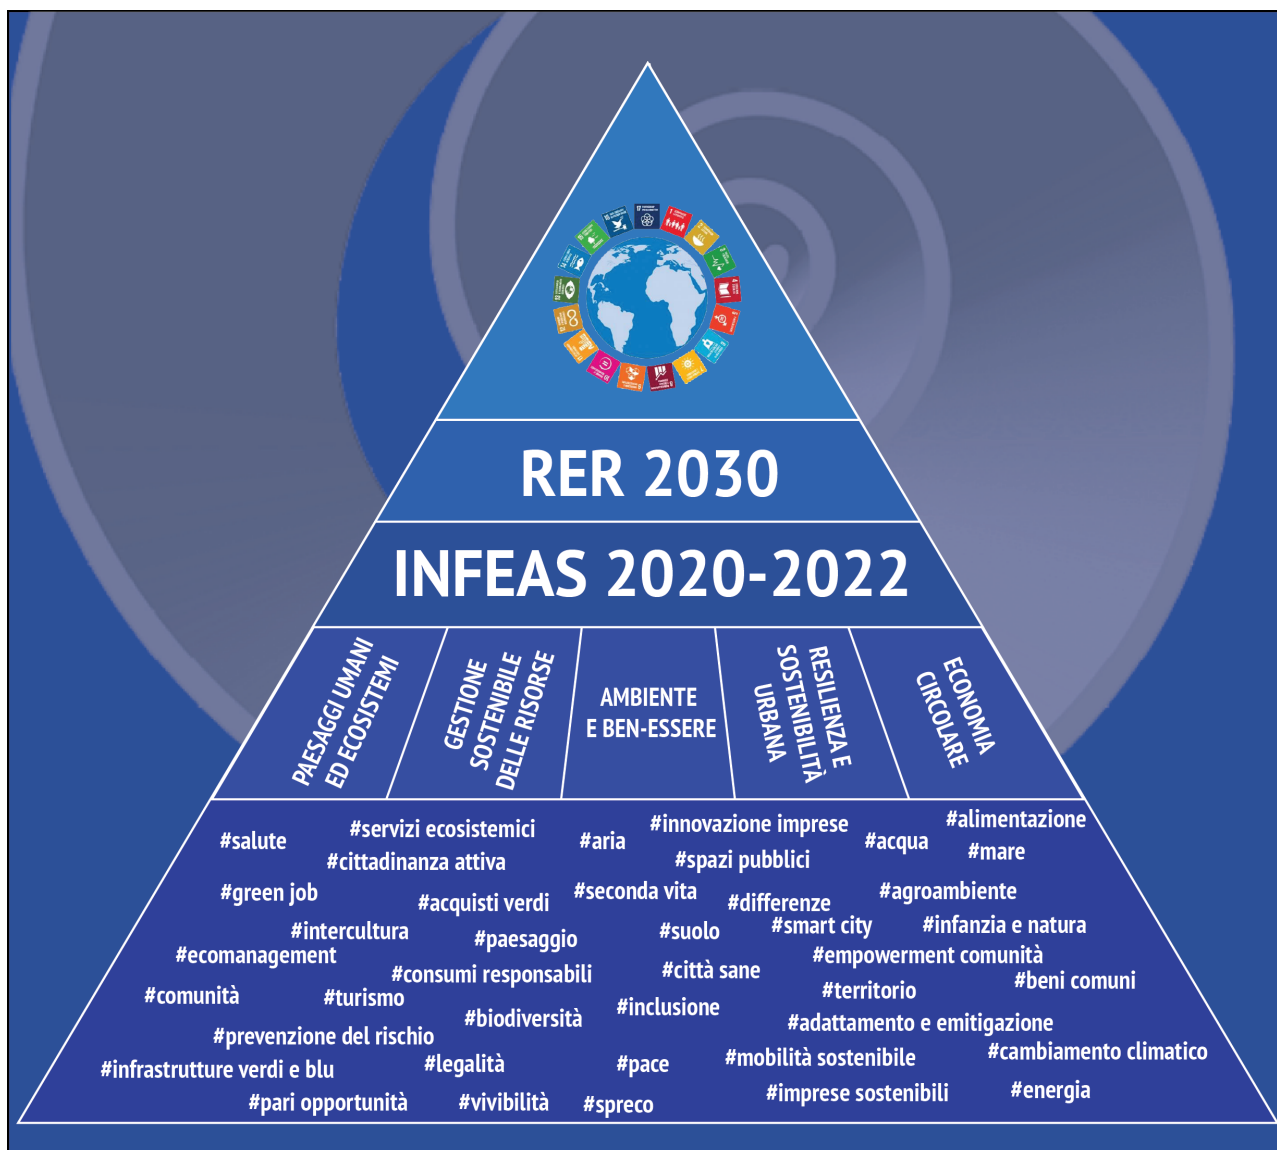 RER 2030
INFEAS 2020-2022
PAESAGGI UMANI
ED ECOSISTEMI
GESTIONE
SOSTENIBILE
DELLE RISORSE
AMBIENTE
E BEN-ESSERE
RESILIENZA E
SOSTENIBILITÀ
URBANA
ECONOMIA
CIRCOLARE
#salute
#servizi ecosistemici
#aria
#innovazione imprese
#acqua
#alimentazione
#cittadinanza attiva
#spazi pubblici
#mare
#green job
#acquisti verdi
#seconda vita
#differenze
#agroambiente
#intercultura
#paesaggio
#suolo
#smart city
#infanzia e natura
#ecomanagement
#consumi responsabili
#città sane
#empowerment comunità
#beni comuni
#comunità
#turismo
#territorio
#biodiversità
#inclusione
#adattamento e emitigazione
#prevenzione del rischio
#cambiamento climatico
#infrastrutture verdi e blu
#legalità
#pace
#mobilità sostenibile
#pari opportunità
#vivibilità
#spreco
#imprese sostenibili
#energia